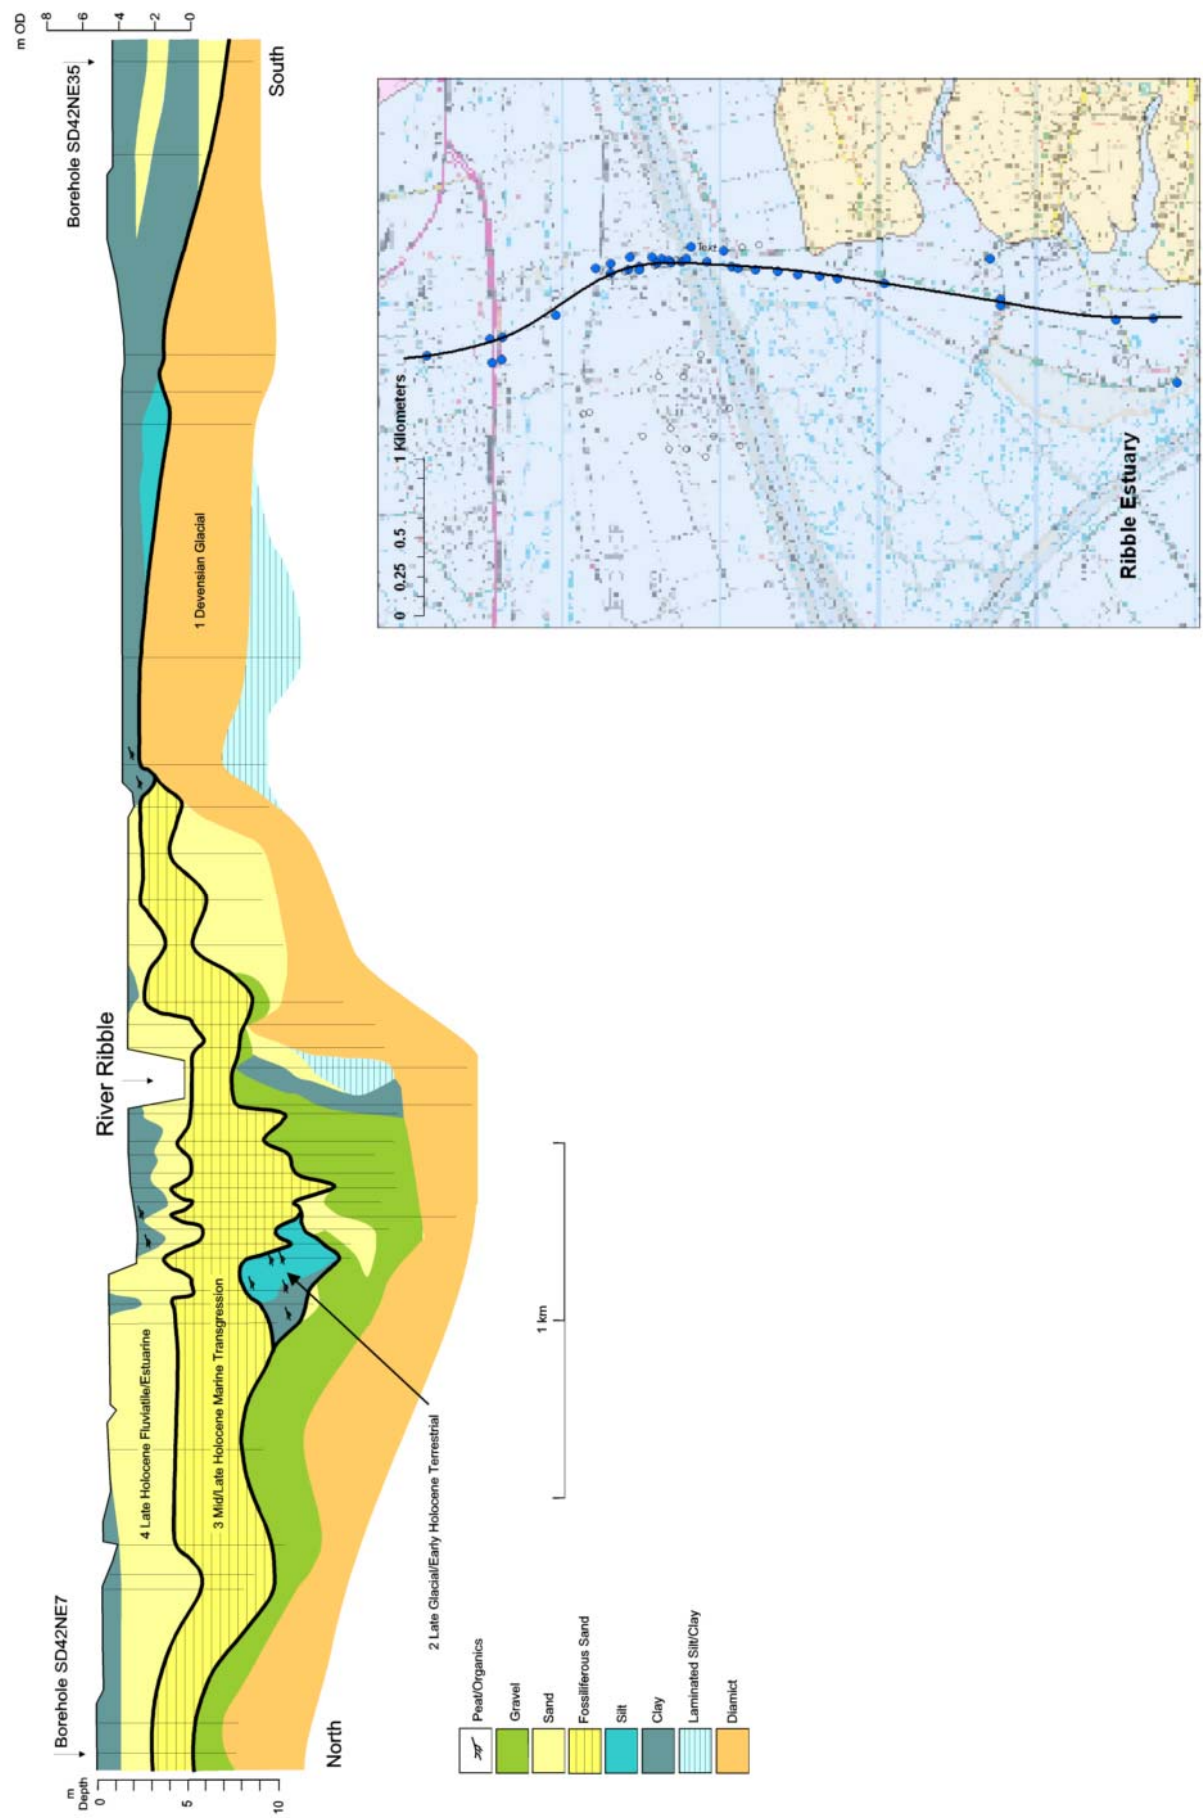 m
Depth
0
5
10
Borehole SD42NE7
North
River Ribble
Borehole SD42NE35
m OD
8
6
4
2
0
South
4 Late Holocene Fluviatile/Estuarine
3 Mid/Late Holocene Marine Transgression
1 Devensian Glacial
2 Late Glacial/Early Holocene Terrestrial
1 km
Peat/Organics
Gravel
Sand
Fossiliferous Sand
Silt
Clay
Laminated Silt/Clay
Diamict
0 0.25 0.5 1 Kilometers
Text
Ribble Estuary